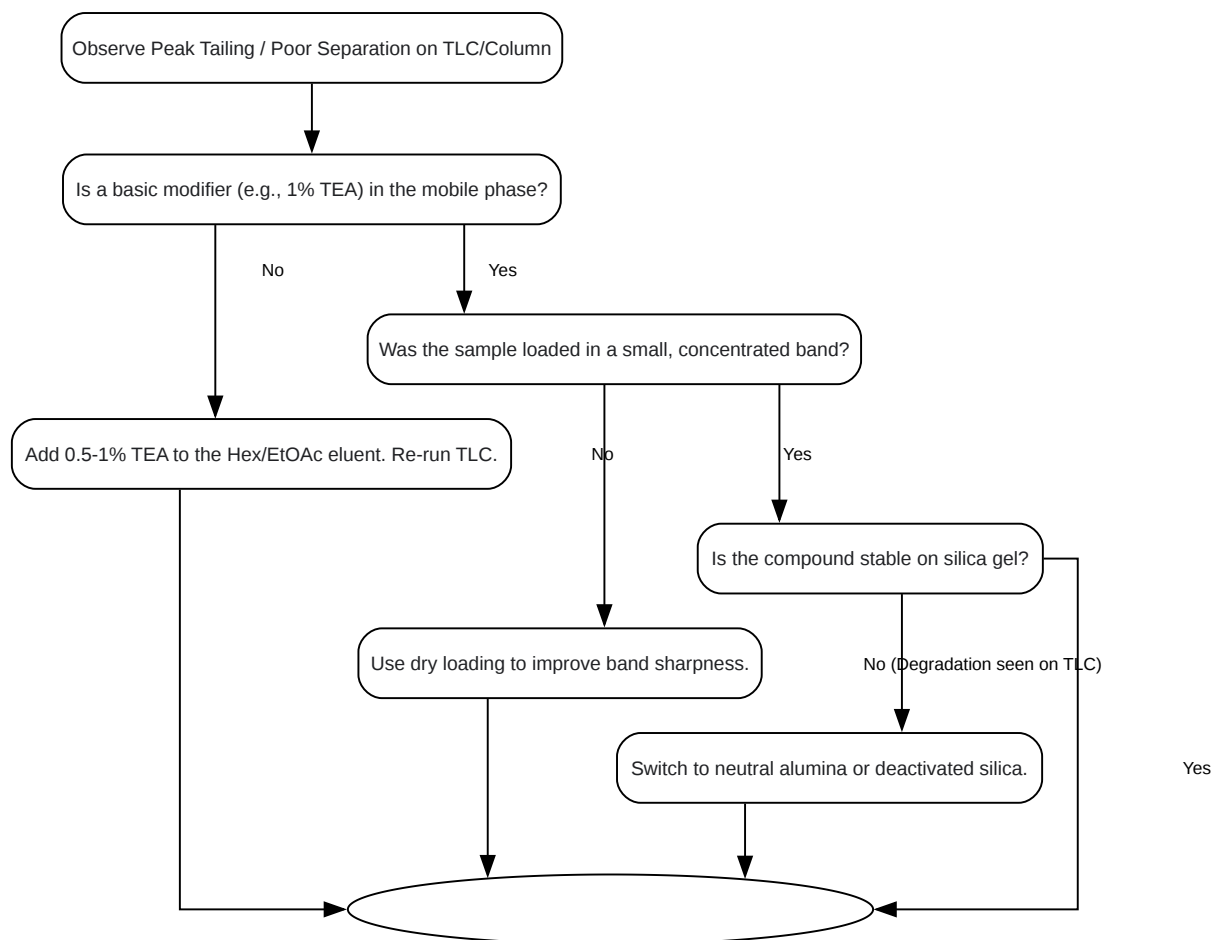 Observe Peak Tailing / Poor Separation on TLC/Column
Is a basic modifier (e.g., 1% TEA) in the mobile phase?
No
Yes
Was the sample loaded in a small, concentrated band?
Add 0.5-1% TEA to the Hex/EtOAc eluent. Re-run TLC.
No
Yes
Is the compound stable on silica gel?
Use dry loading to improve band sharpness.
No (Degradation seen on TLC)
Switch to neutral alumina or deactivated silica.
Yes